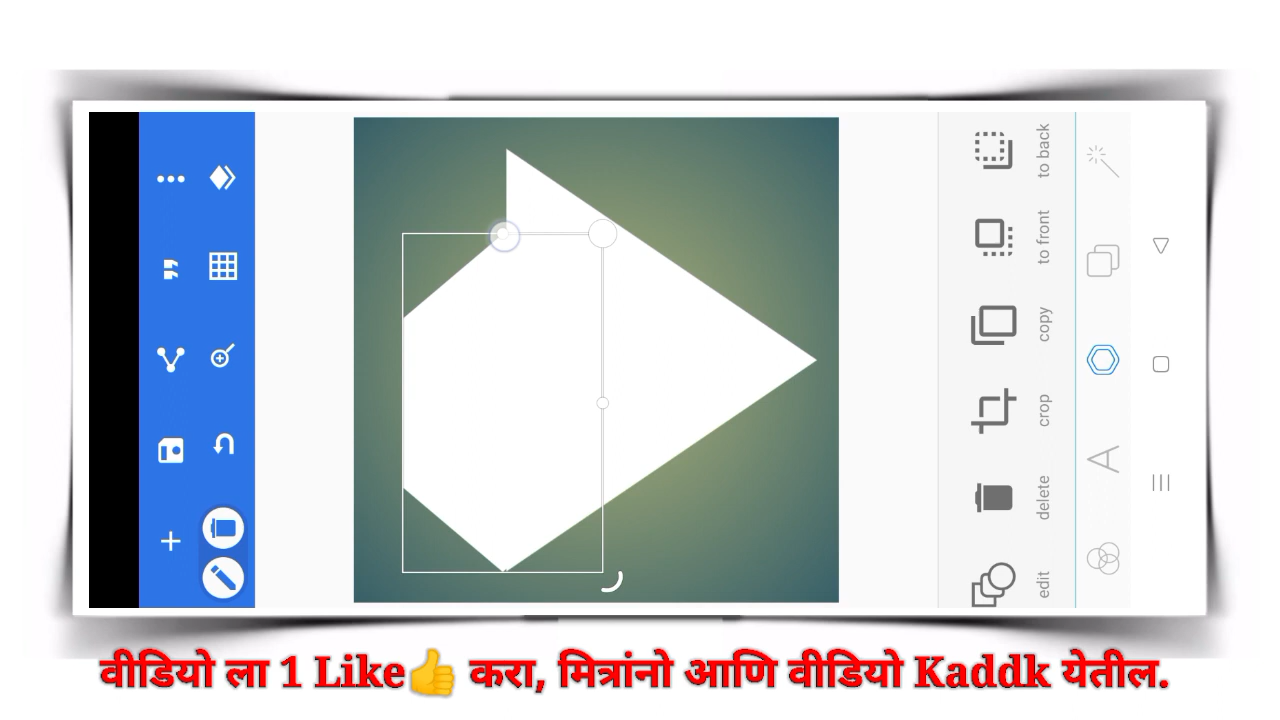 to back
to front
copy
crop
delete
edit
वीडियो ला 1 Like👍 करा, मित्रांनो आणि वीडियो Kaddk येतील.